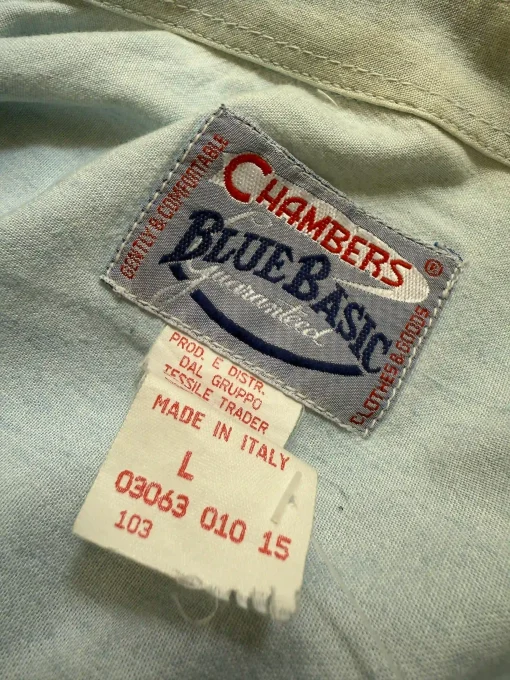 GENTLY & COMFORTABLE
CHAMBERS ®
BLUE BASIC
Guaranteed
CLOTHES & GOODS
PROD. E DISTR.
DAL GRUPPO
TESSILE TRADER
MADE IN ITALY
L
03063 010 15
103